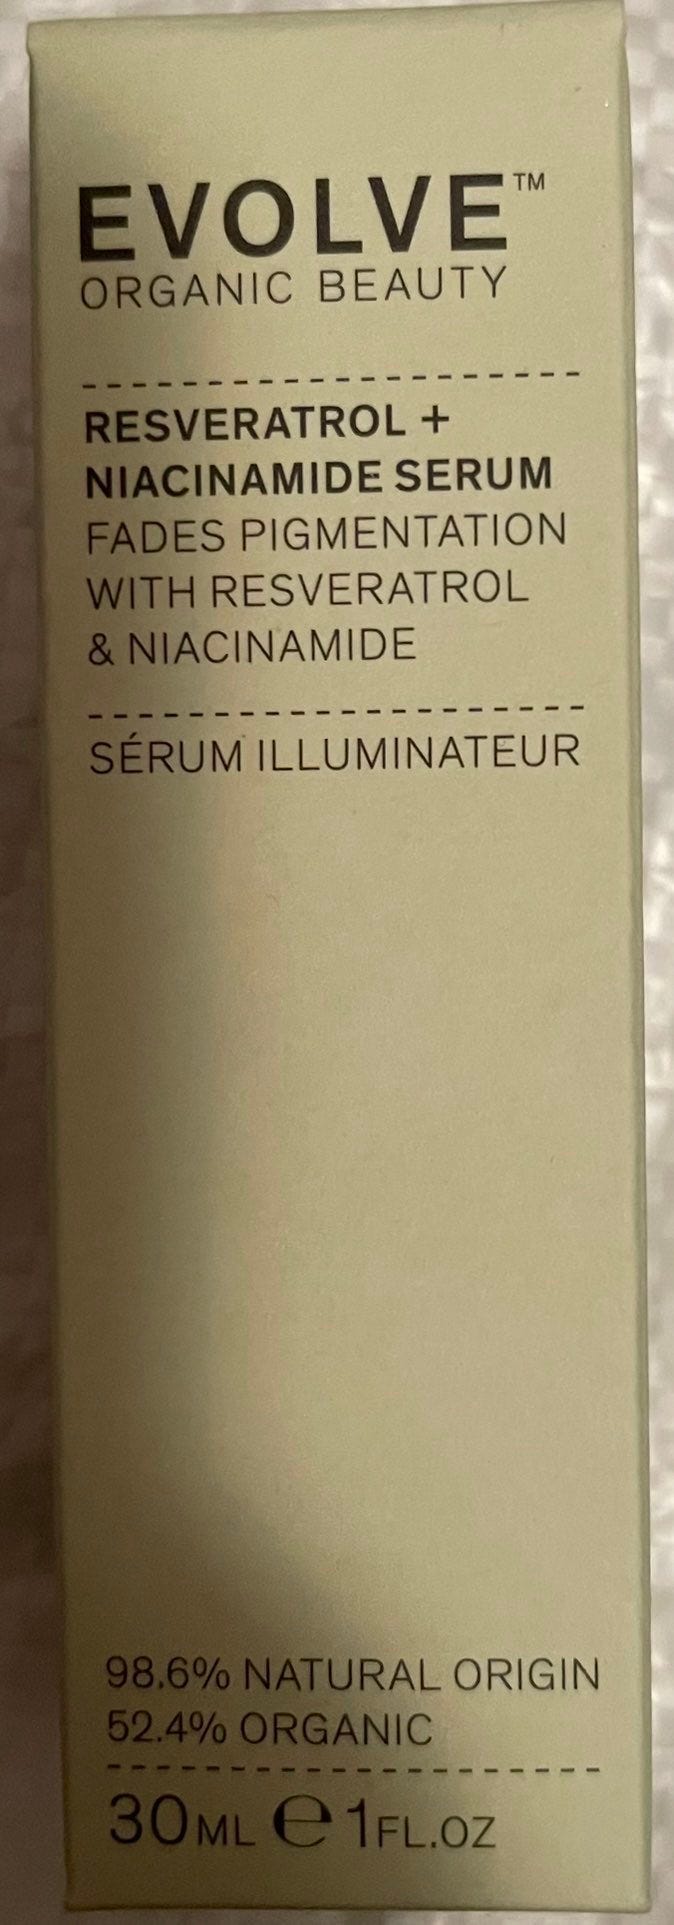 EVOLVE™
ORGANIC BEAUTY
RESVERATROL +
NIACINAMIDE SERUM
FADES PIGMENTATION
WITH RESVERATROL
& NIACINAMIDE
SÉRUM ILLUMINATEUR
98.6% NATURAL ORIGIN
52.4% ORGANIC
30ML ℮ 1FL.OZ